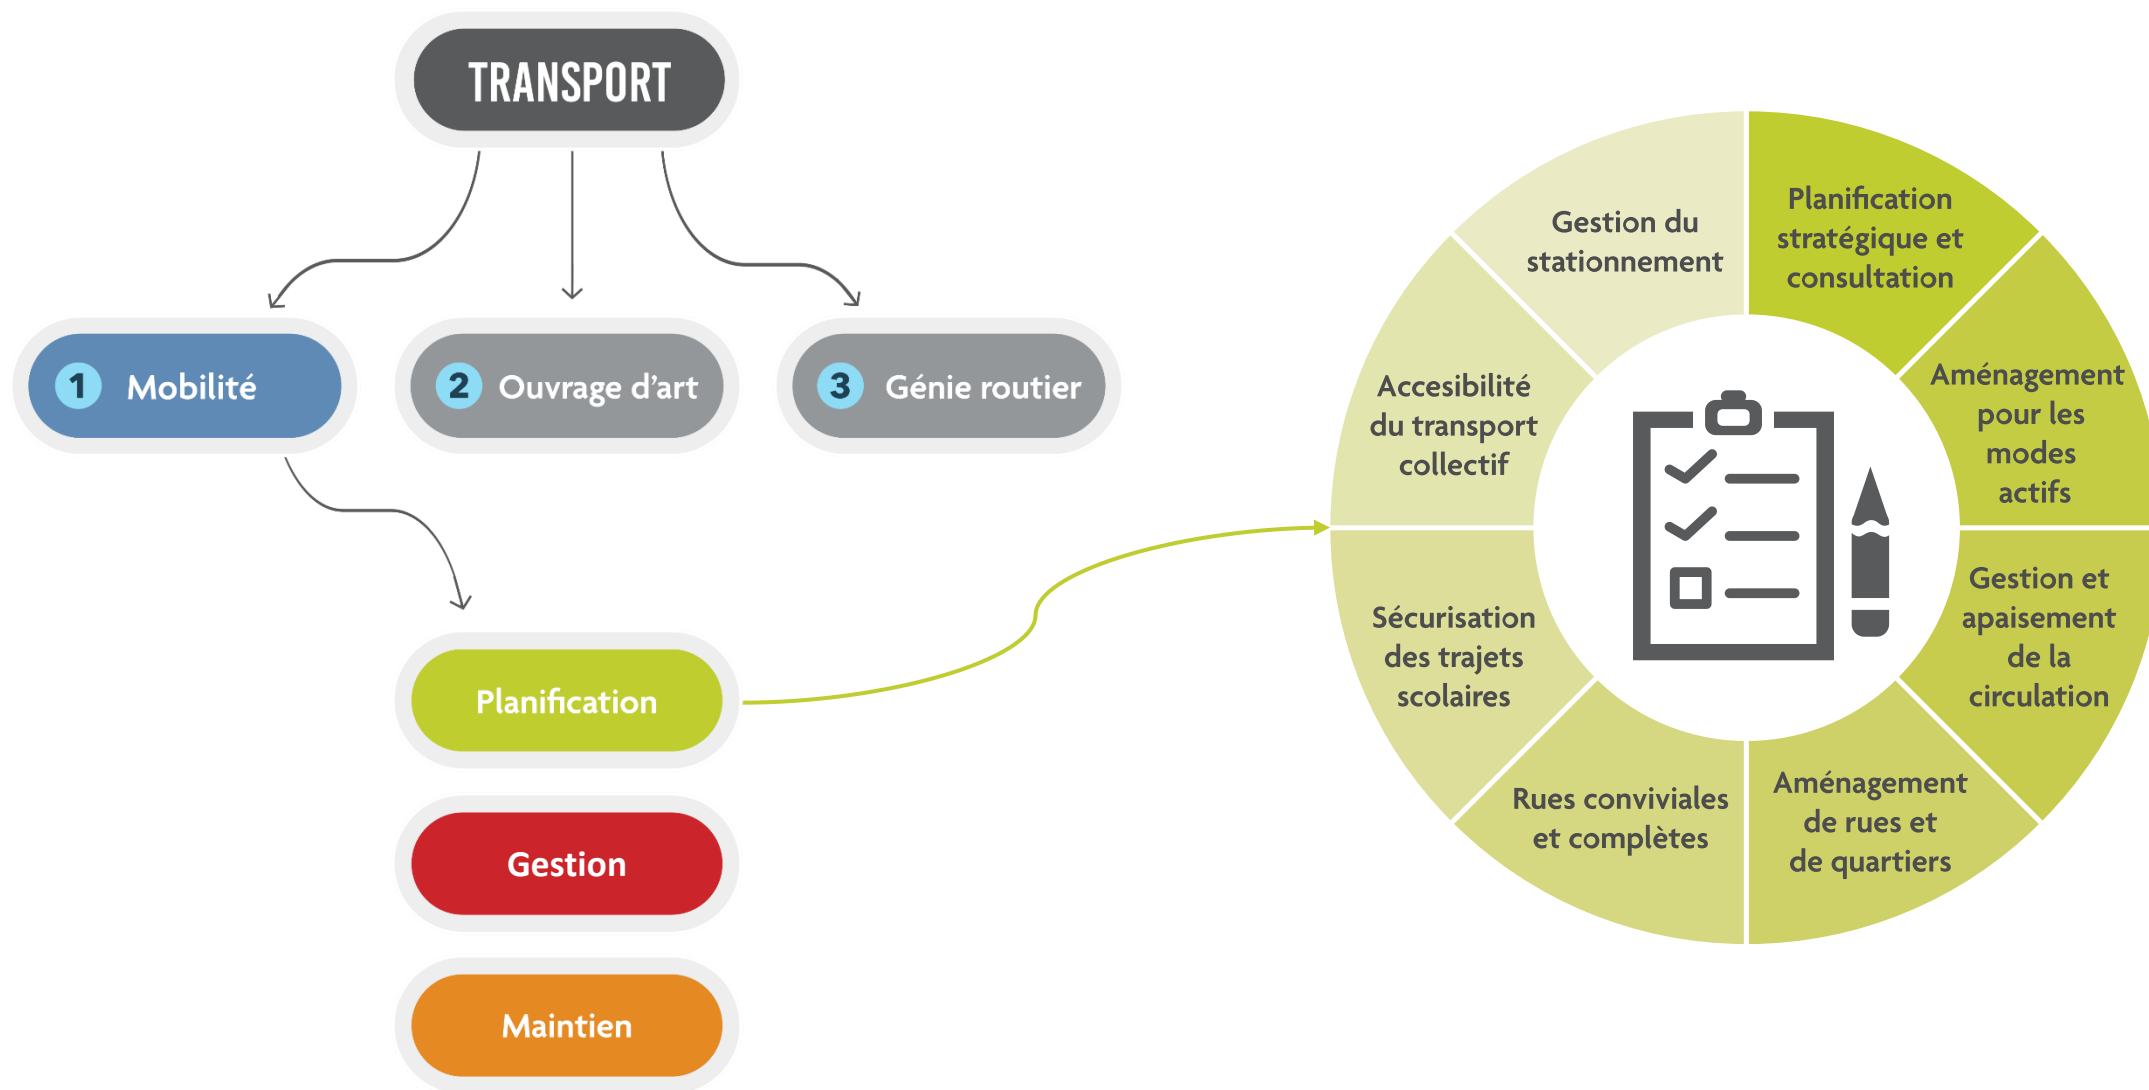 TRANSPORT
1 Mobilité
2 Ouvrage d’art
3 Génie routier
Planification
Gestion
Maintien
Planification
stratégique et
consultation
Aménagement
pour les
modes
actifs
Gestion et
apaisement
de la
circulation
Aménagement
de rues et
de quartiers
Rues conviviales
et complètes
Sécurisation
des trajets
scolaires
Accesibilité
du transport
collectif
Gestion du
stationnement